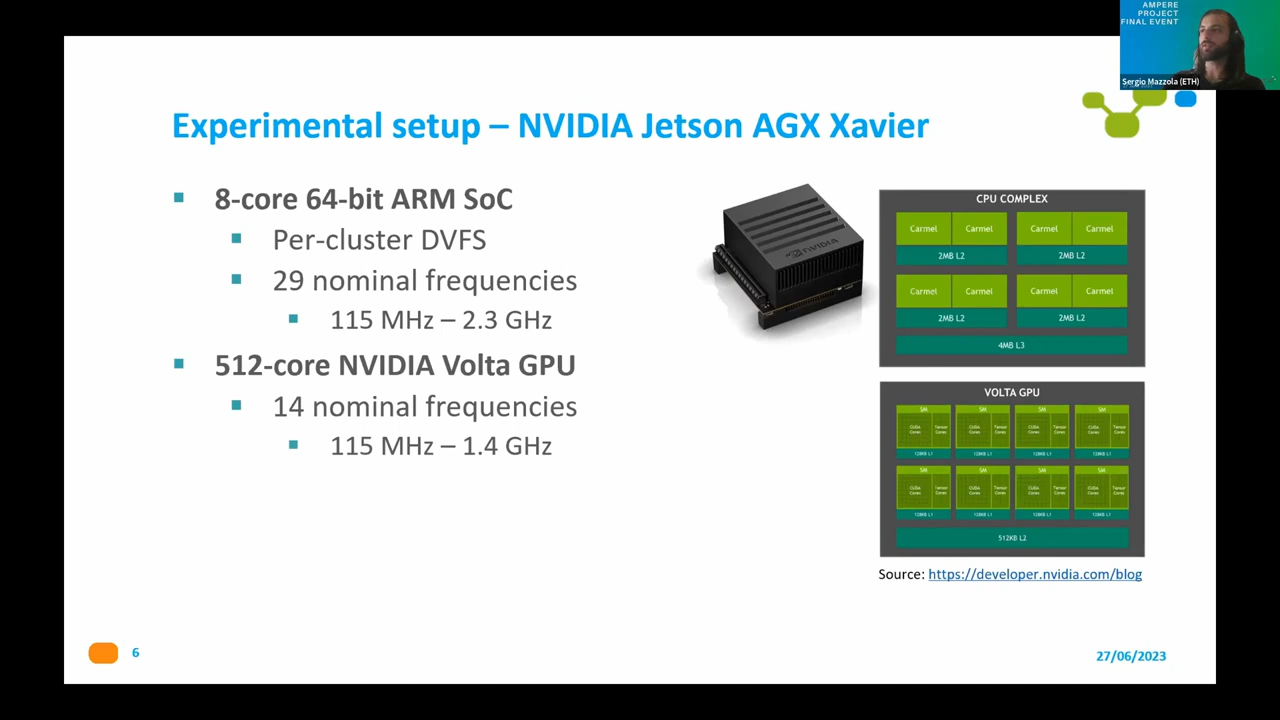 AMPERE
PROJECT
FINAL EVENT
Sergio Mazzola (ETH)
Experimental setup – NVIDIA Jetson AGX Xavier
8-core 64-bit ARM SoC
Per-cluster DVFS
29 nominal frequencies
115 MHz – 2.3 GHz
512-core NVIDIA Volta GPU
14 nominal frequencies
115 MHz – 1.4 GHz
NVIDIA
CPU COMPLEX
Carmel Carmel Carmel Carmel
2MB L2 2MB L2
Carmel Carmel Carmel Carmel
2MB L2 2MB L2
4MB L3
VOLTA GPU
SM SM SM SM
CUDA Cores Tensor Cores CUDA Cores Tensor Cores CUDA Cores Tensor Cores CUDA Cores Tensor Cores
128KB L1 128KB L1 128KB L1 128KB L1
SM SM SM SM
CUDA Cores Tensor Cores CUDA Cores Tensor Cores CUDA Cores Tensor Cores CUDA Cores Tensor Cores
128KB L1 128KB L1 128KB L1 128KB L1
512KB L2
Source: https://developer.nvidia.com/blog
6
27/06/2023